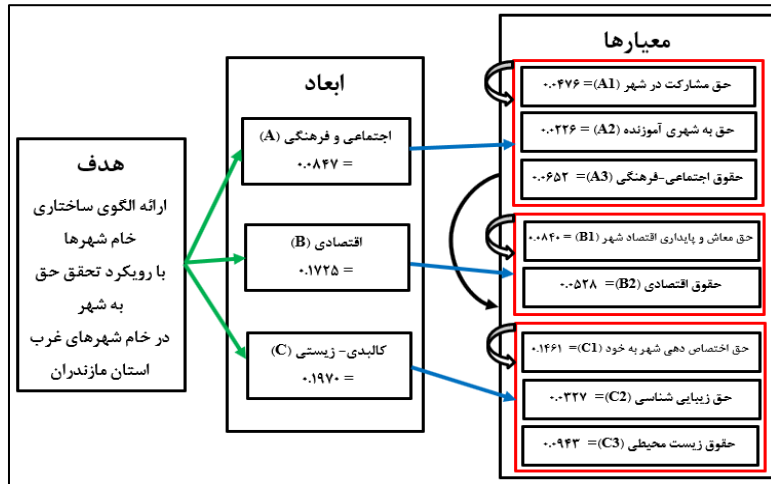 معیارها
حق مشارکت در شهر (A1)= ۰.۰۴۷۶
حق به شهری آموزنده (A2)= ۰.۰۲۲۶
حقوق اجتماعی-فرهنگی (A3)= ۰.۰۶۵۲
حق معاش و پایداری اقتصاد شهر (B1) = ۰.۰۸۴۰
حقوق اقتصادی (B2)= ۰.۰۵۲۸
حق اختصاص دهی شهر به خود (C1)= ۰.۱۴۶۱
حق زیبایی شناسی (C2)= ۰.۰۳۲۷
حقوق زیست محیطی (C3)= ۰.۰۹۴۳
ابعاد
اجتماعی و فرهنگی (A)
= ۰.۰۸۴۷
اقتصادی (B)
= ۰.۱۷۲۵
کالبدی- زیستی (C)
= ۰.۱۹۷۰
هدف
ارائه الگوی ساختاری
خام شهرها
با رویکرد تحقق حق
به شهر
در خام شهرهای غرب
استان مازندران